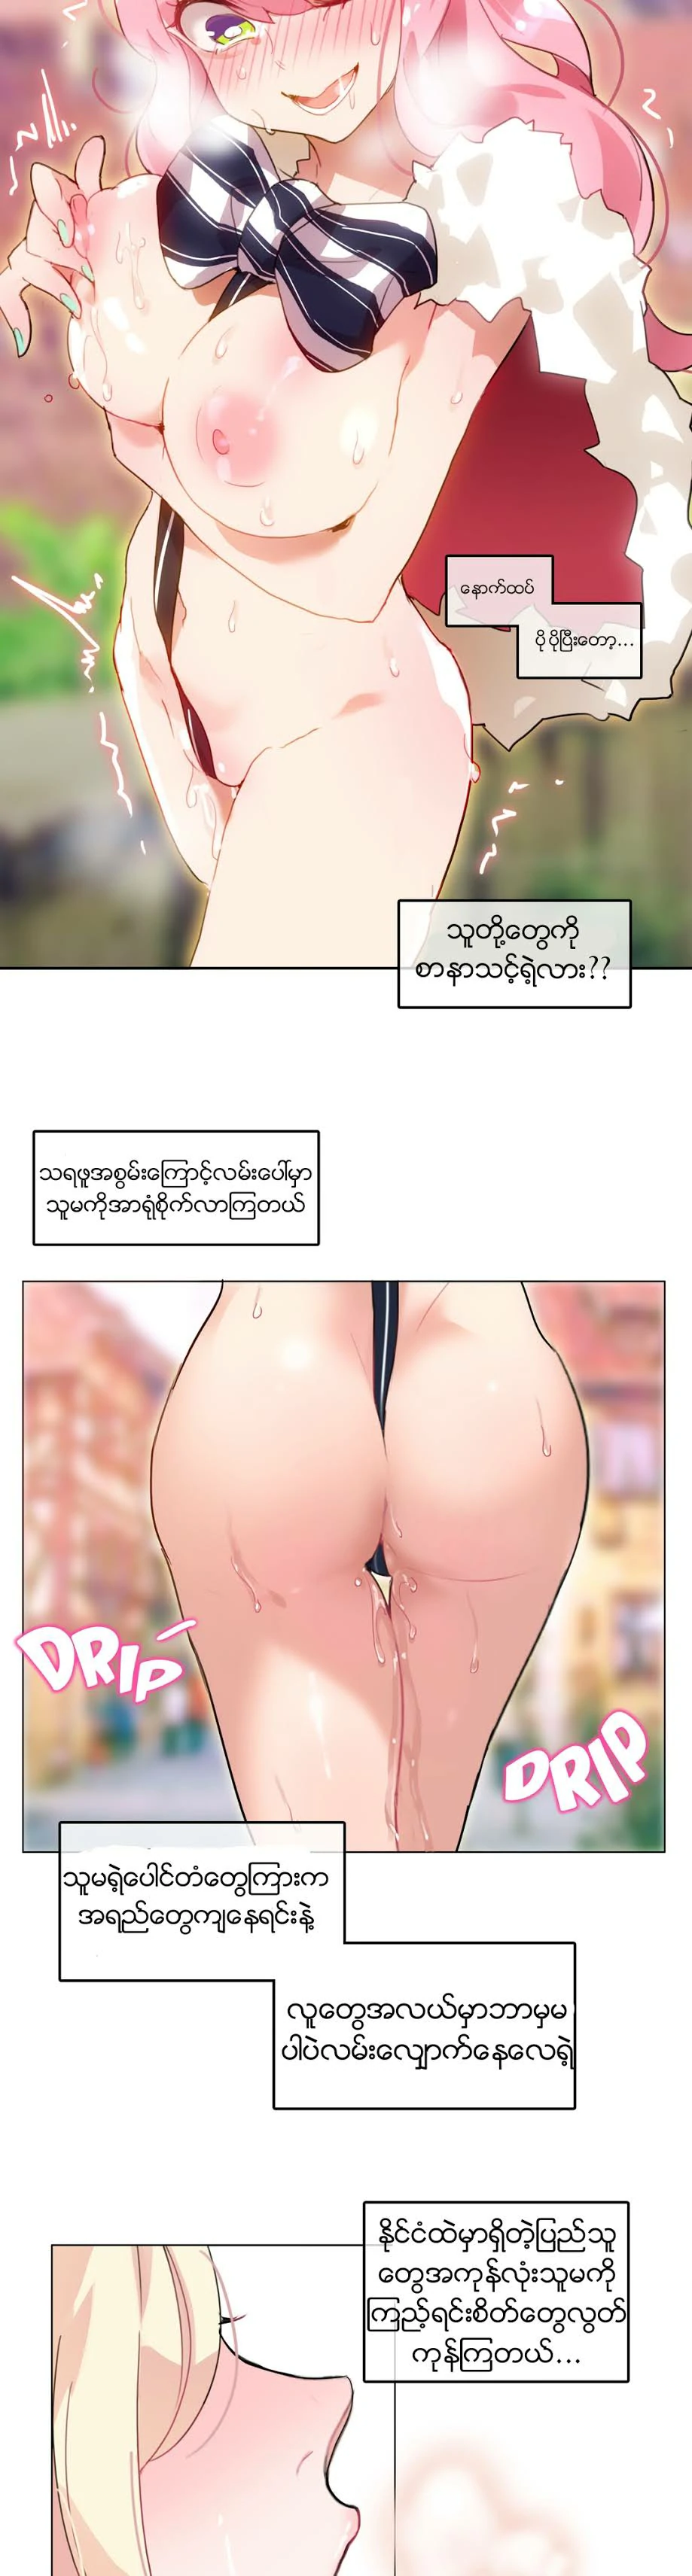 နောက်ထပ်
ပိုပိုပြီးတော့...
သူတို့တွေကို
စာနာသင့်ရဲ့လား??
သရဖူအစွမ်းကြောင့်လမ်းပေါ်မှာ
သူမကိုအာရုံစိုက်လာကြတယ်
DRIP
DRIP
သူမရဲ့ပေါင်တံတွေကြားက
အရည်တွေကျနေရင်းနဲ့
လူတွေအလယ်မှာဘာမှမ
ပါပဲလမ်းလျှောက်နေလေရဲ့
နိုင်ငံထဲမှာရှိတဲ့ပြည်သူ
တွေအကုန်လုံးသူမကို
ကြည့်ရင်းစိတ်တွေလွတ်
ကုန်ကြတယ်...